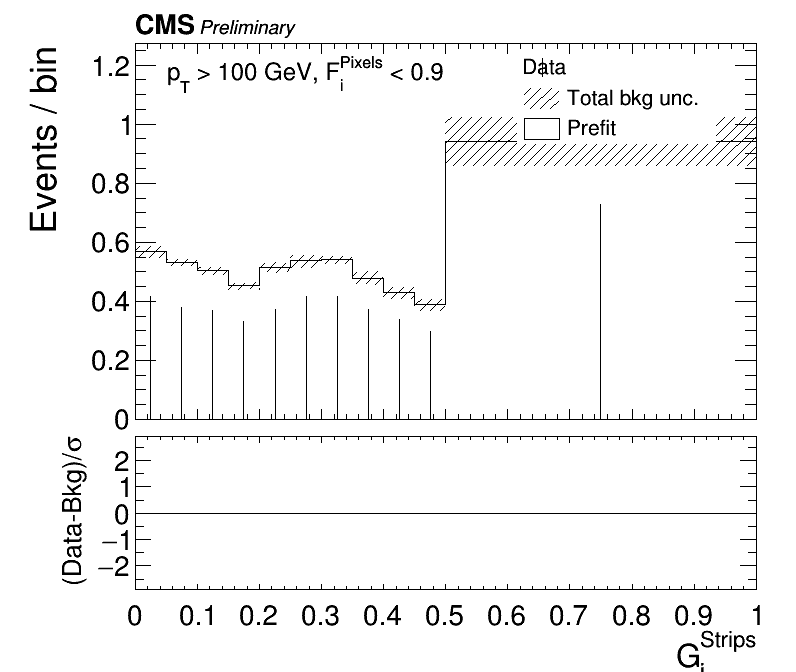 CMS Preliminary
p_T > 100 GeV, F_i^Pixels < 0.9
Data
Total bkg unc.
Prefit
Events / bin
1.2
1
0.8
0.6
0.4
0.2
0
(Data-Bkg)/σ
2
1
0
−1
−2
0 0.1 0.2 0.3 0.4 0.5 0.6 0.7 0.8 0.9 1
G_i^Strips